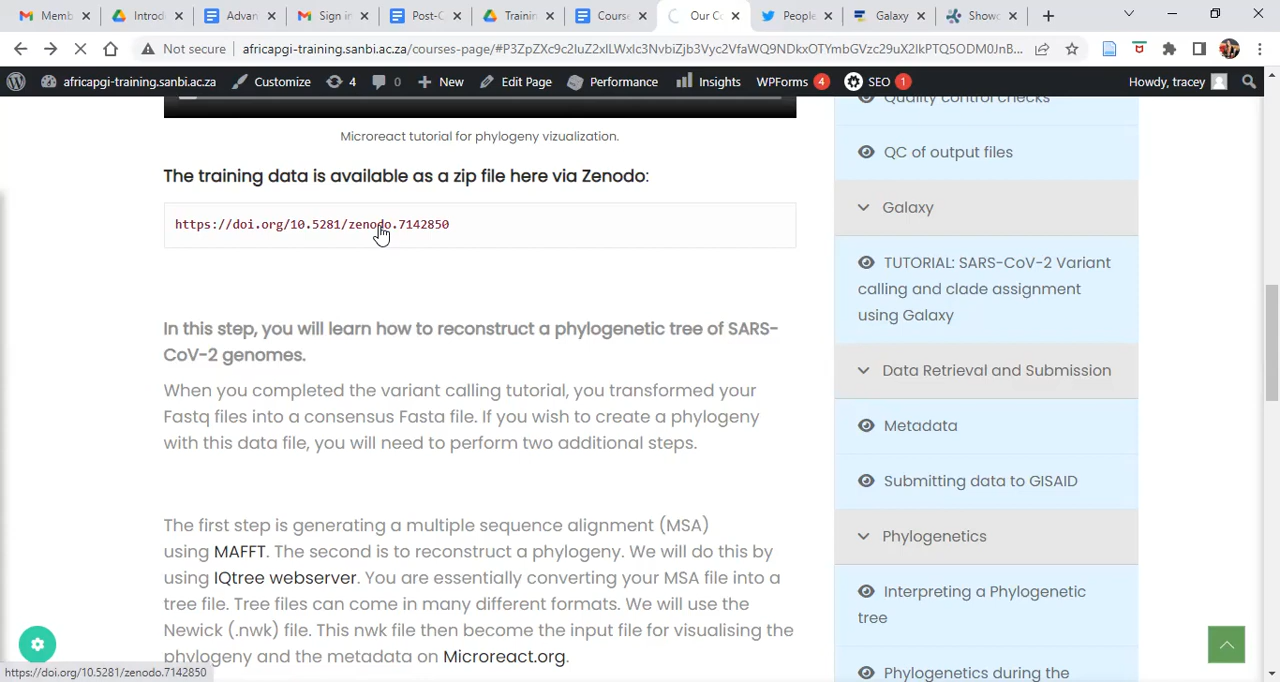 Memb
Introd
Advan
Sign in
Post-C
Trainin
Course
Our Co
People
Galaxy
Showc
Not secure
africapgi-training.sanbi.ac.za/courses-page/#P3ZpZXc9c2luZ2xlLWxlc3NvbiZjb3Vyc2VfaWQ9NDkxOTYmbGVzc29uX2lkPTQ5ODM0JnB...
africapgi-training.sanbi.ac.za
Customize
4
0
New
Edit Page
Performance
Insights
WPForms 4
SEO 1
Howdy, tracey
Microreact tutorial for phylogeny vizualization.
The training data is available as a zip file here via Zenodo:
https://doi.org/10.5281/zenodo.7142850
In this step, you will learn how to reconstruct a phylogenetic tree of SARS-
CoV-2 genomes.
When you completed the variant calling tutorial, you transformed your
Fastq files into a consensus Fasta file. If you wish to create a phylogeny
with this data file, you will need to perform two additional steps.
The first step is generating a multiple sequence alignment (MSA)
using MAFFT. The second is to reconstruct a phylogeny. We will do this by
using IQtree webserver. You are essentially converting your MSA file into a
tree file. Tree files can come in many different formats. We will use the
Newick (.nwk) file. This nwk file then become the input file for visualising the
phylogeny and the metadata on Microreact.org.
https://doi.org/10.5281/zenodo.7142850
Quality control checks
QC of output files
Galaxy
TUTORIAL: SARS-CoV-2 Variant
calling and clade assignment
using Galaxy
Data Retrieval and Submission
Metadata
Submitting data to GISAID
Phylogenetics
Interpreting a Phylogenetic
tree
Phylogenetics during the